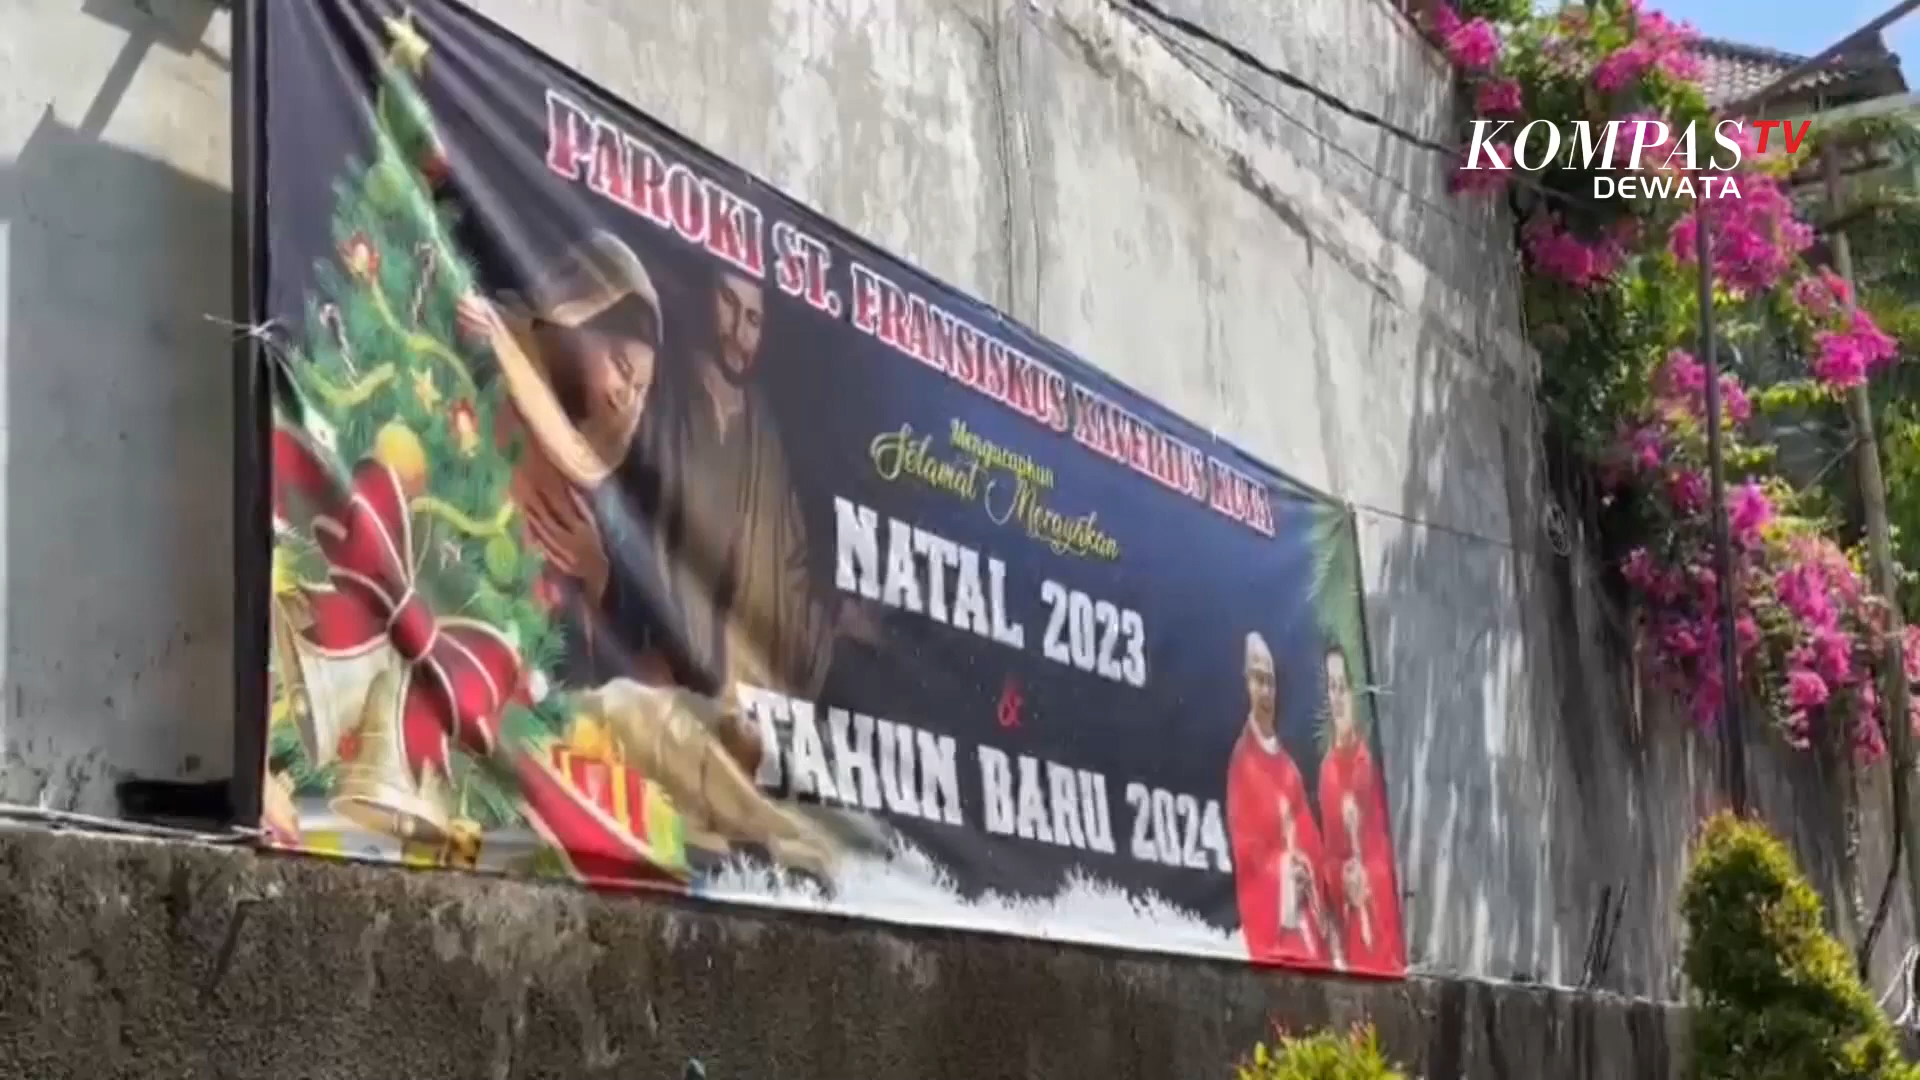 KOMPAS TV
DEWATA
PAROKI ST. FRANSISKUS XAVERIUS KUTA
Mengucapkan
Selamat Merayakan
NATAL 2023
&
TAHUN BARU 2024